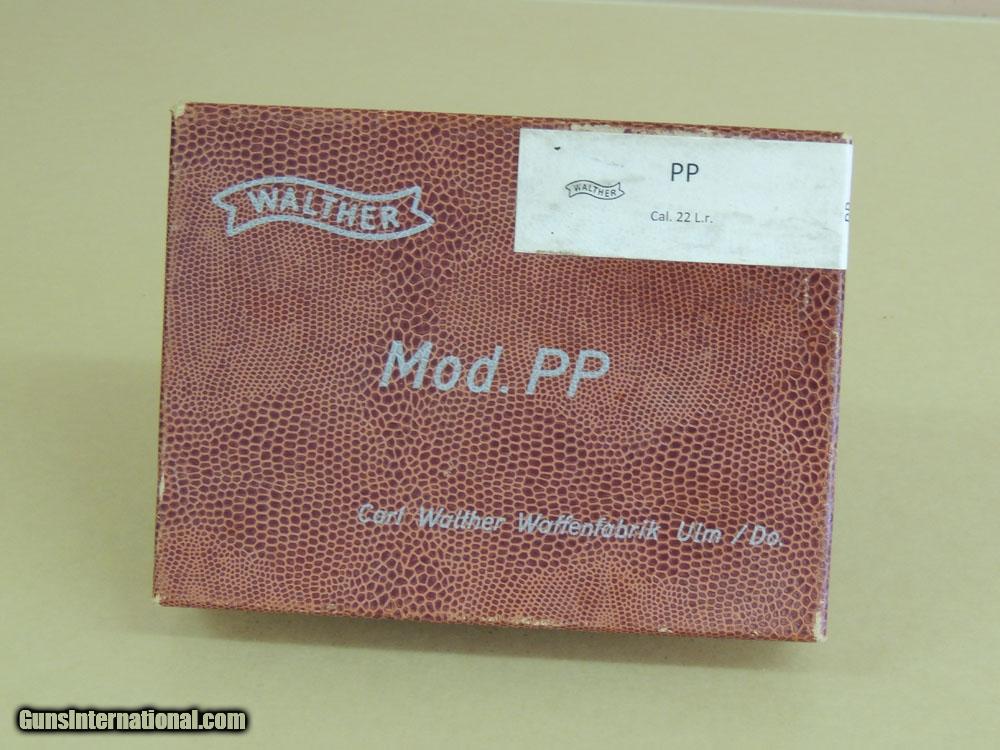 WALTHER
PP
WALTHER
Cal. 22 L.r.
Mod. PP
Carl Walther Waffenfabrik Ulm / Do.
GunsInternational.com